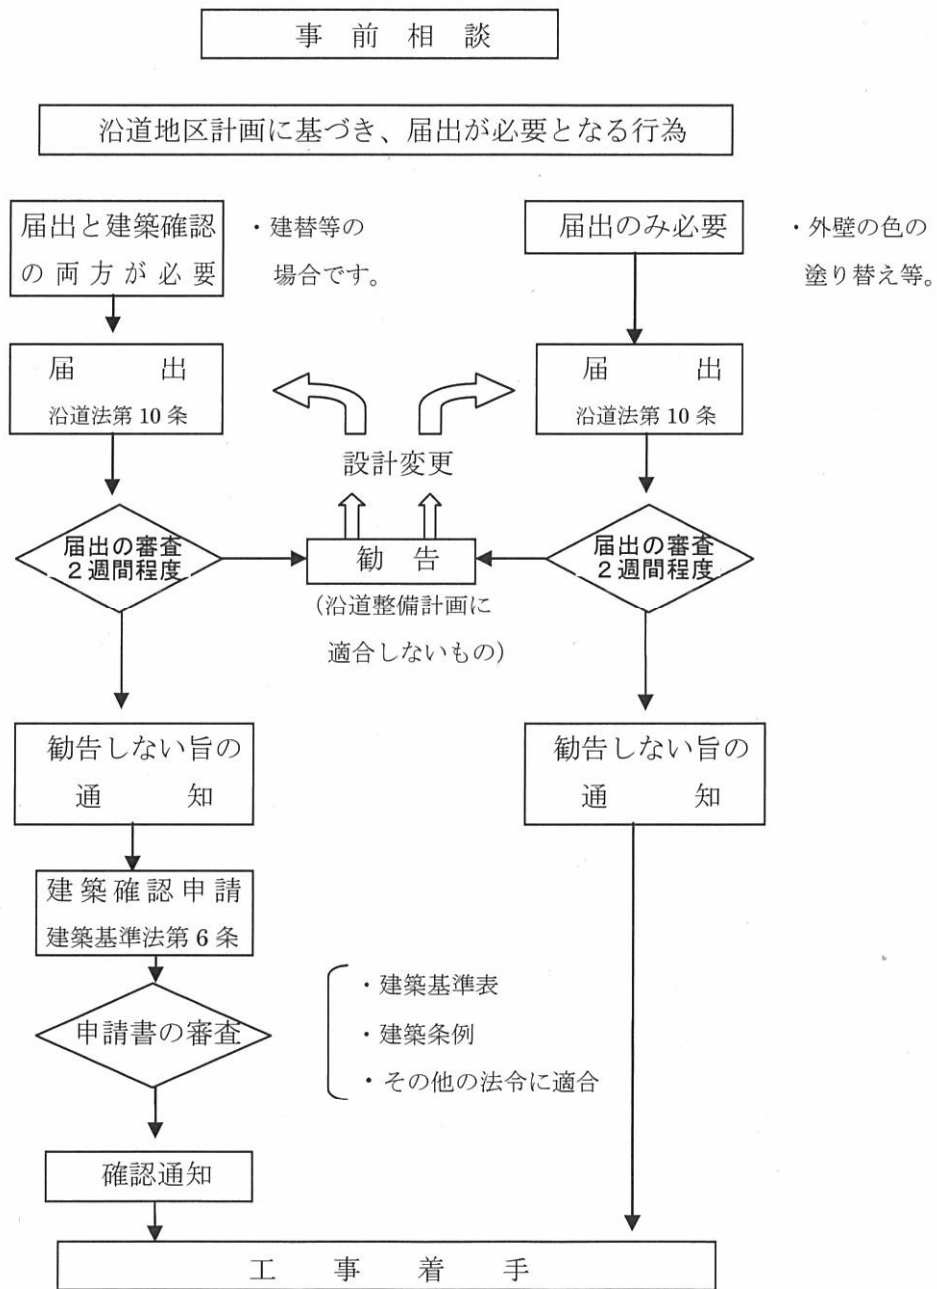 事前相談
沿道地区計画に基づき、届出が必要となる行為
届出と建築確認
の両方が必要
・建替等の
場合です。
届出のみ必要
・外壁の色の
塗り替え等。
届出
沿道法第10条
届出
沿道法第10条
設計変更
届出の審査
2週間程度
勧告
届出の審査
2週間程度
(沿道整備計画に
適合しないもの)
勧告しない旨の
通知
勧告しない旨の
通知
建築確認申請
建築基準法第6条
申請書の審査
・建築基準表
・建築条例
・その他の法令に適合
確認通知
工事着手